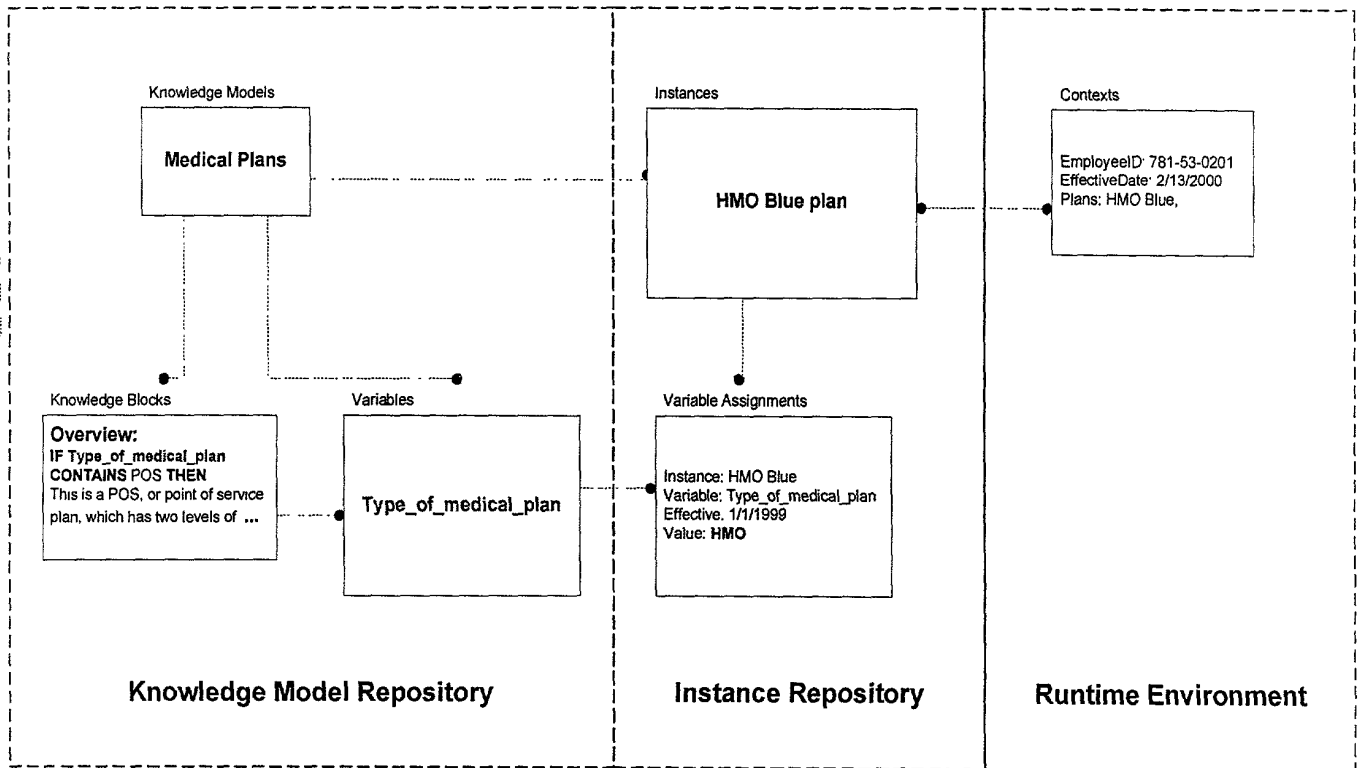 Knowledge Models
Medical Plans
Instances
HMO Blue plan
Contexts
EmployeeID: 781-53-0201
EffectiveDate: 2/13/2000
Plans: HMO Blue,
Knowledge Blocks
Overview:
IF Type_of_medical_plan
CONTAINS POS THEN
This is a POS, or point of service
plan, which has two levels of ...
Variables
Type_of_medical_plan
Variable Assignments
Instance: HMO Blue
Variable: Type_of_medical_plan
Effective. 1/1/1999
Value: HMO
Knowledge Model Repository
Instance Repository
Runtime Environment